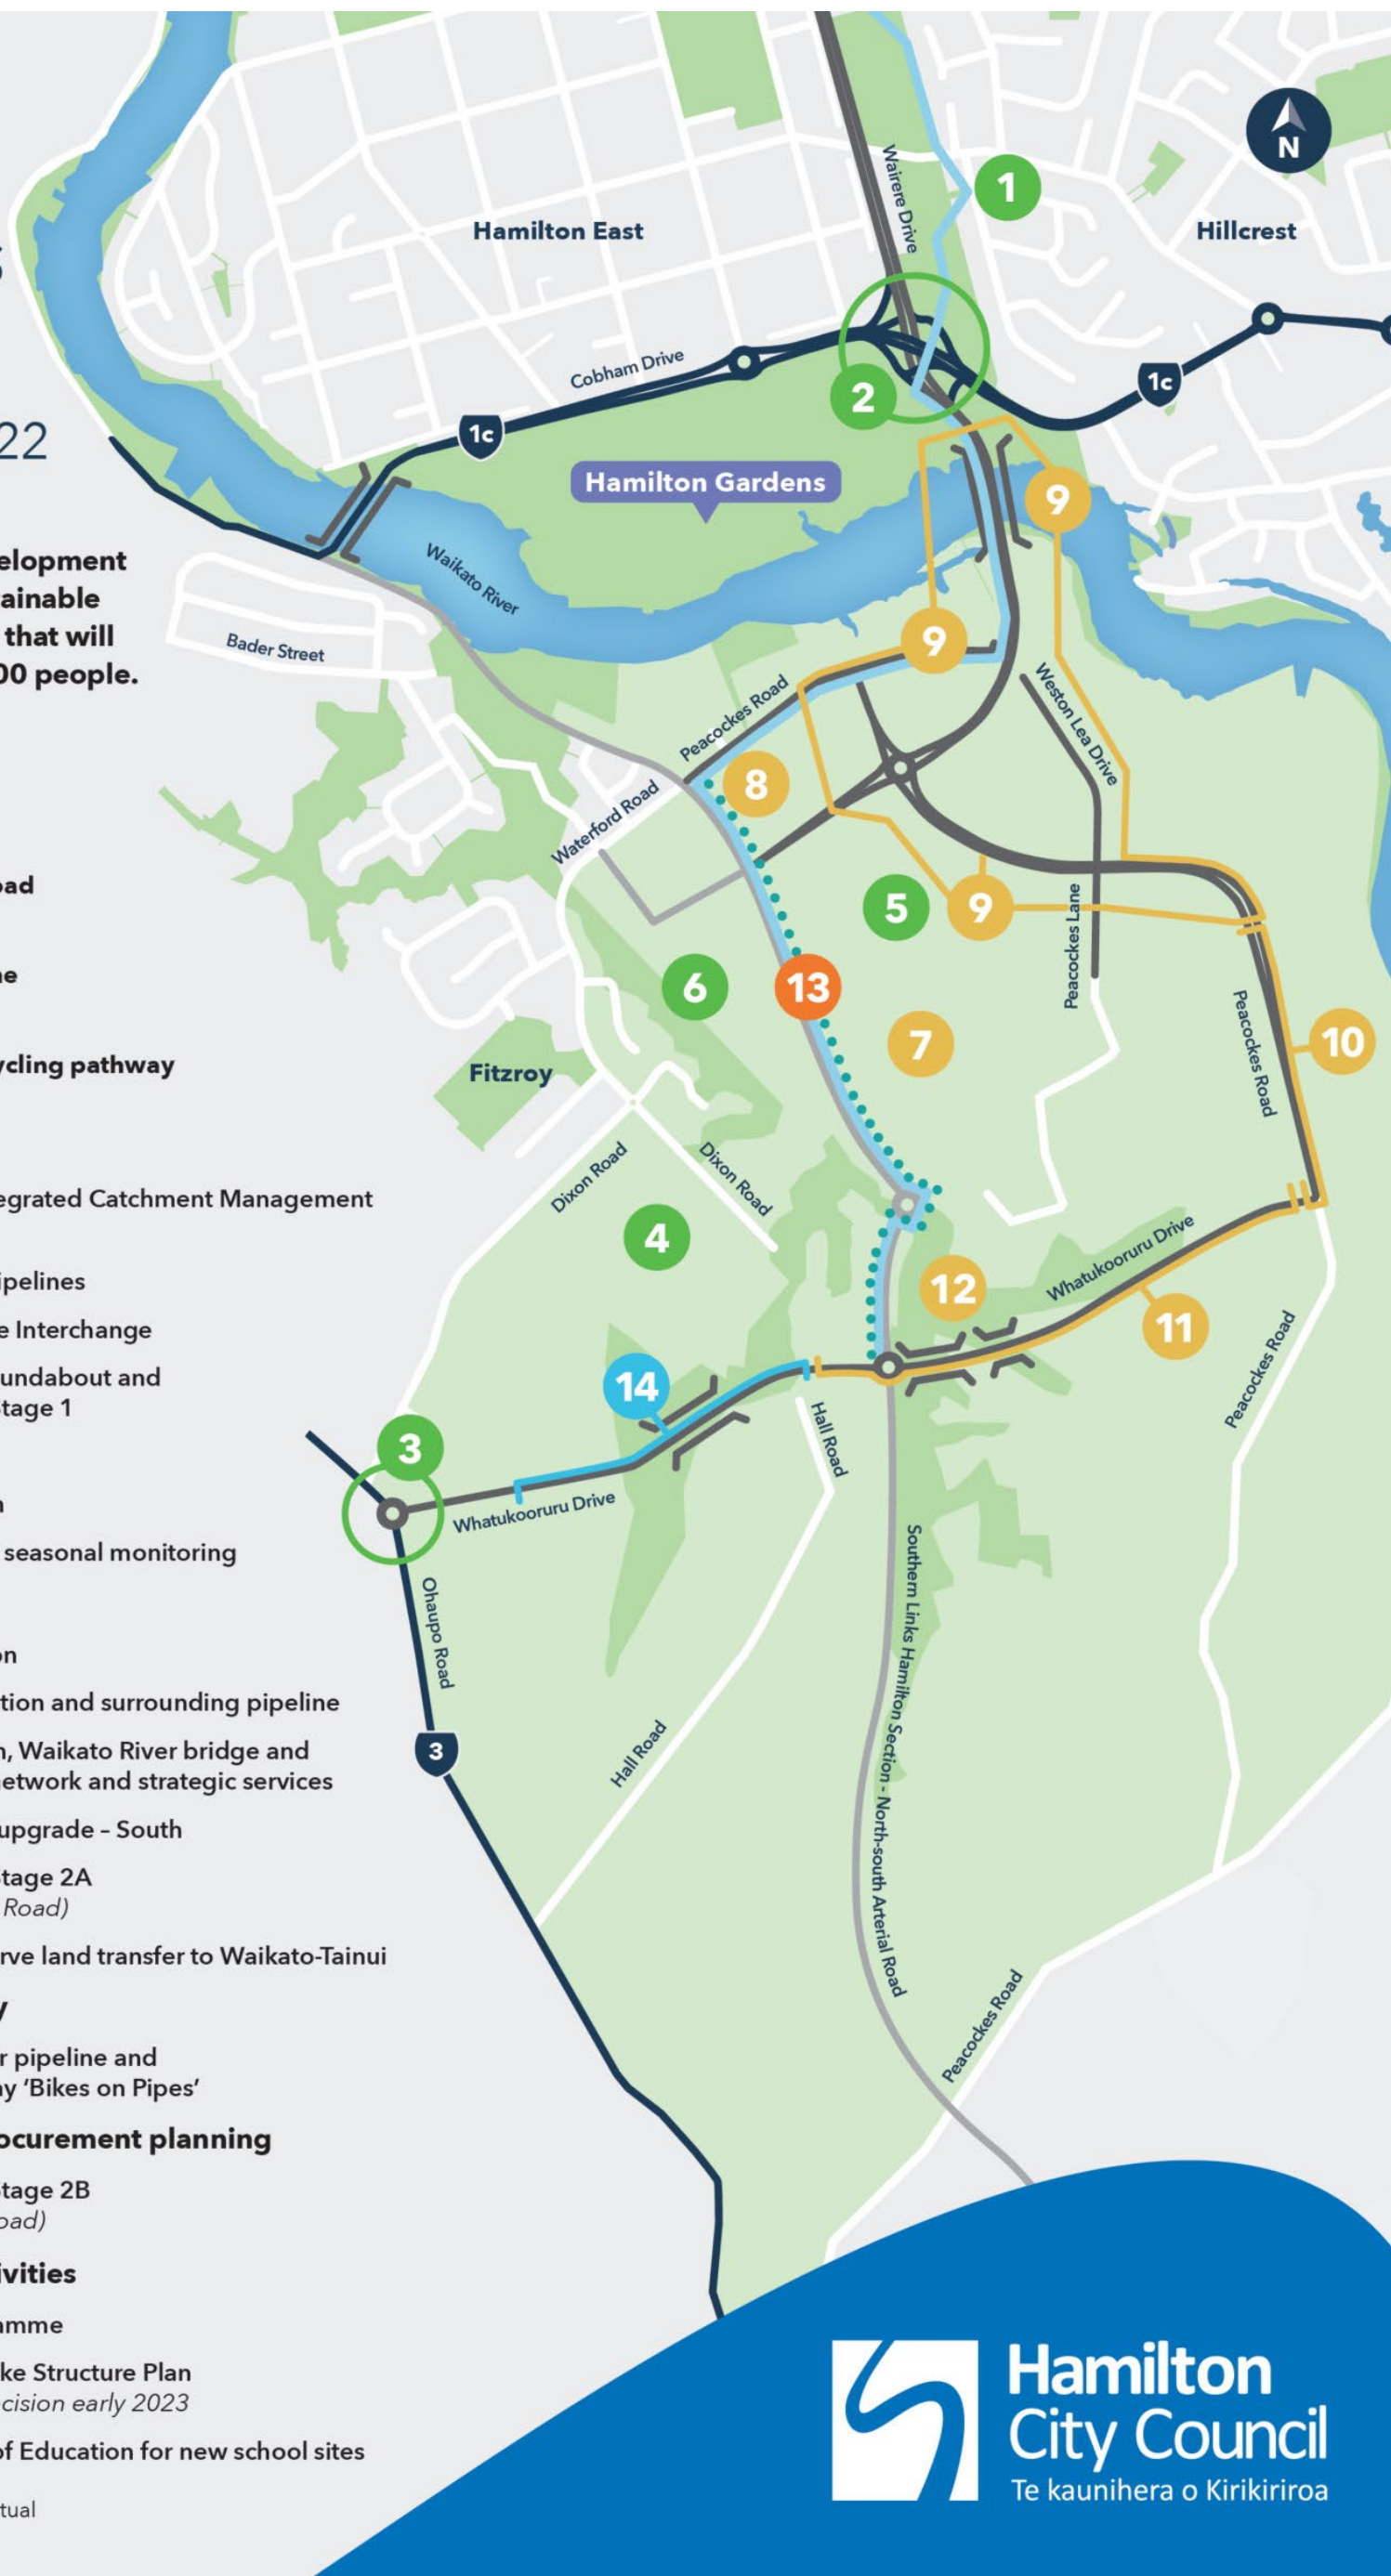 S
22
elopment
ainable
that will
00 people.
oad
ne
ycling pathway
egrated Catchment Management
ipelines
e Interchange
undabout and
tage 1
n
seasonal monitoring
on
tion and surrounding pipeline
n, Waikato River bridge and
etwork and strategic services
upgrade – South
tage 2A
Road)
rve land transfer to Waikato-Tainui
y
r pipeline and
ay 'Bikes on Pipes'
ocurement planning
tage 2B
oad)
ivities
amme
ke Structure Plan
cision early 2023
of Education for new school sites
tual
N
Wairere Drive
1
Hamilton East
Hillcrest
Cobham Drive
2
1c
1c
Hamilton Gardens
9
Waikato River
Bader Street
9
Peacockes Road
Weston Lea Drive
8
Waterford Road
5
9
Peacockes Lane
6
13
7
Peacockes Road
10
Fitzroy
Dixon Road
Dixon Road
4
Whatukooruru Drive
12
11
14
Peacockes Road
Hall Road
3
Whatukooruru Drive
Ohaupo Road
Southern Links Hamilton Section - North-south Arterial Road
3
Hall Road
Peacockes Road
Hamilton
City Council
Te kaunihera o Kirikiriroa